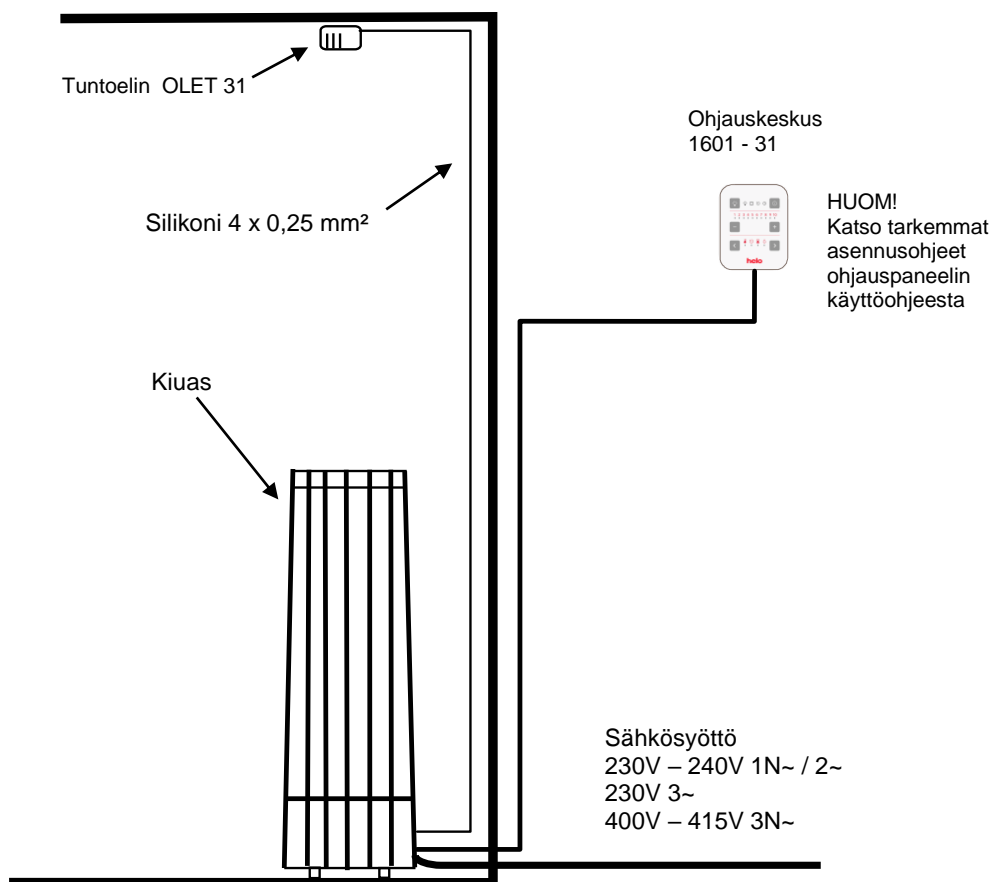 Tuntoelin OLET 31
Ohjauskeskus
1601 - 31
HUOM!
Katso tarkemmat
asennusohjeet
ohjauspaneelin
käyttöohjeesta
helo
Silikoni 4 x 0,25 mm²
Kiuas
Sähkösyöttö
230V – 240V 1N~ / 2~
230V 3~
400V – 415V 3N~